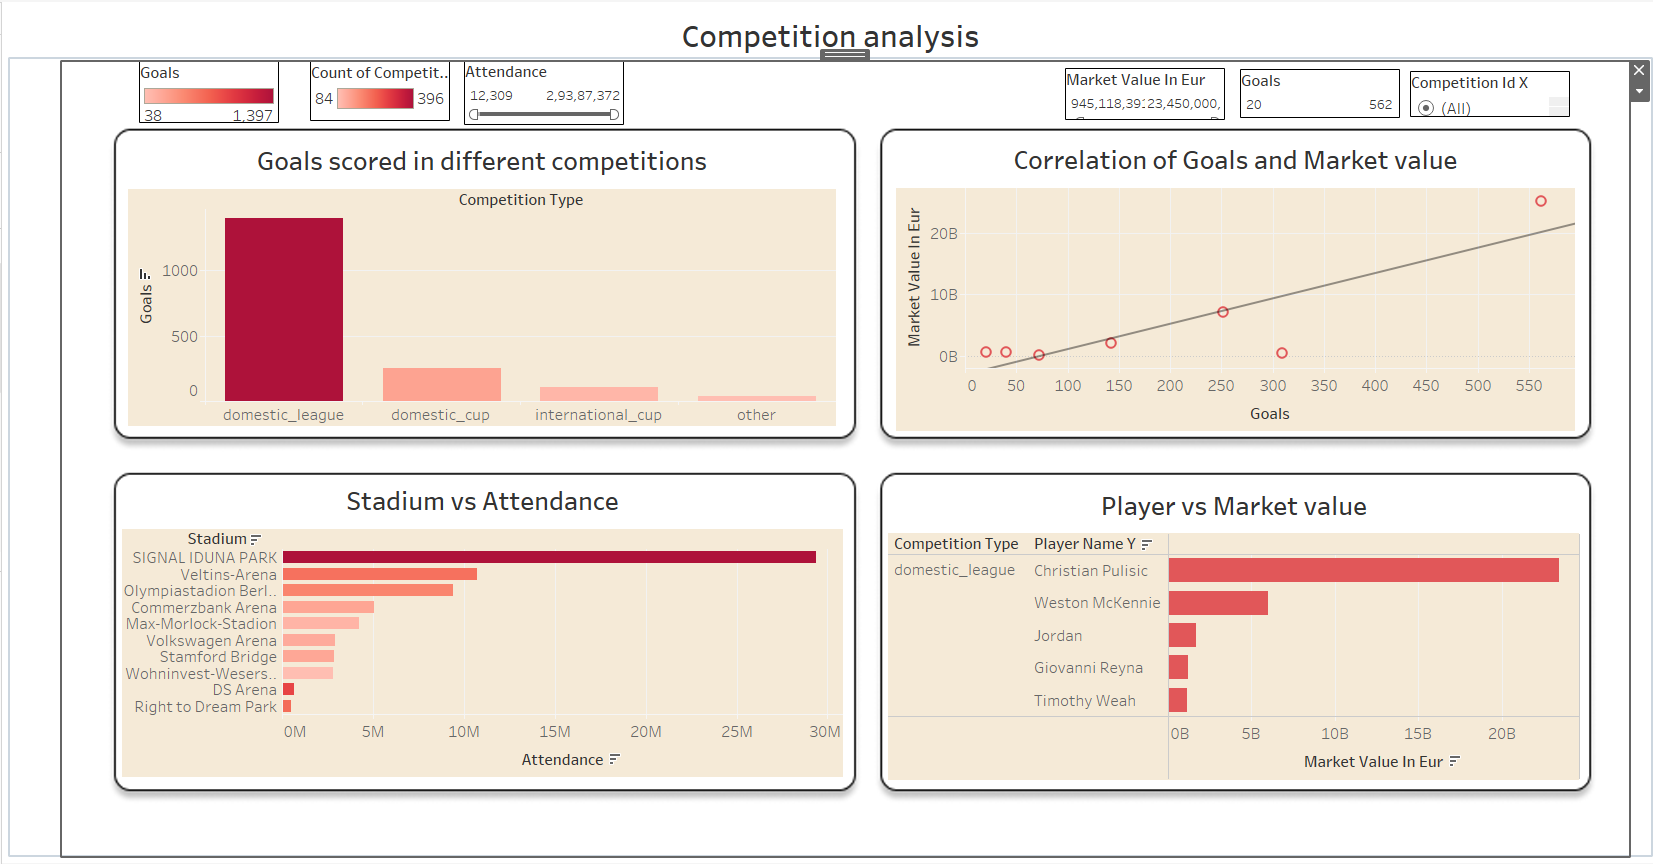 Competition analysis
Goals
38 1,397
Count of Competit..
84 396
Attendance
12,309 2,93,87,372
Market Value In Eur
945,118,39 23,450,000,
Goals
20 562
Competition Id X
(All)
Goals scored in different competitions
Competition Type
Goals
1000
500
0
domestic_league domestic_cup international_cup other
Correlation of Goals and Market value
Market Value In Eur
20B
10B
0B
0 50 100 150 200 250 300 350 400 450 500 550
Goals
Stadium vs Attendance
Stadium
SIGNAL IDUNA PARK
Veltins-Arena
Olympiastadion Berl..
Commerzbank Arena
Max-Morlock-Stadion
Volkswagen Arena
Stamford Bridge
Wohninvest-Wesers..
DS Arena
Right to Dream Park
0M 5M 10M 15M 20M 25M 30M
Attendance
Player vs Market value
Competition Type Player Name Y
domestic_league Christian Pulisic
Weston McKennie
Jordan
Giovanni Reyna
Timothy Weah
0B 5B 10B 15B 20B
Market Value In Eur